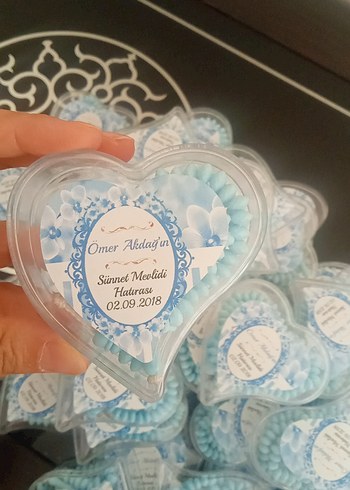 Ömer Akdağ'ın
Sünnet Mevlidi
Hatırası
02.09.2018